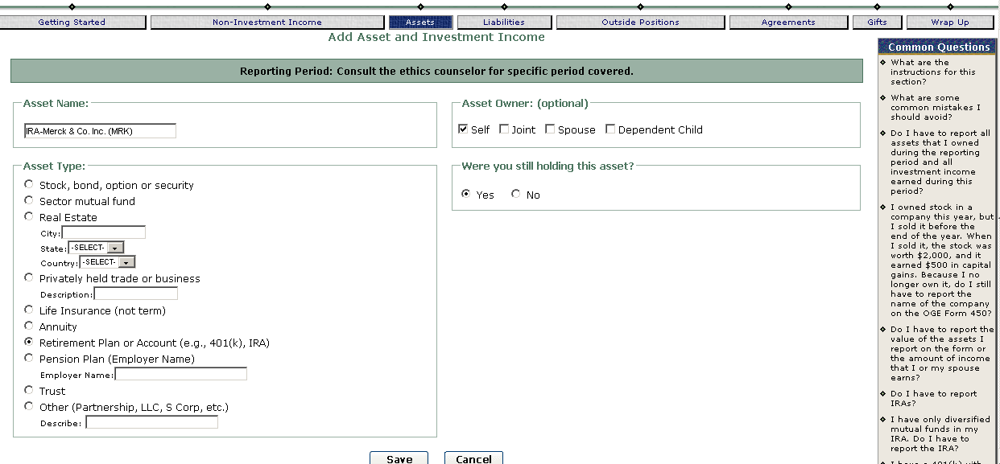 Getting Started Non-Investment Income Assets Liabilities Outside Positions Agreements Gifts Wrap Up
Add Asset and Investment Income
Reporting Period: Consult the ethics counselor for specific period covered.
Asset Name:
IRA-Merck & Co. Inc. (MRK)
Asset Owner: (optional)
Self Joint Spouse Dependent Child
Asset Type:
Stock, bond, option or security
Sector mutual fund
Real Estate
City:
State: -SELECT-
Country: -SELECT-
Privately held trade or business
Description:
Life Insurance (not term)
Annuity
Retirement Plan or Account (e.g., 401(k), IRA)
Pension Plan (Employer Name)
Employer Name:
Trust
Other (Partnership, LLC, S Corp, etc.)
Describe:
Were you still holding this asset?
Yes No
Save Cancel
Common Questions
What are the
instructions for this
section?
What are some
common mistakes I
should avoid?
Do I have to report all
assets that I owned
during the reporting
period and all
investment income
earned during this
period?
I owned stock in a
company this year, but
I sold it before the
end of the year. When
I sold it, the stock was
worth $2,000, and it
earned $500 in capital
gains. Because I no
longer own it, do I still
have to report the
name of the company
on the OGE Form 450?
Do I have to report the
value of the assets I
report on the form or
the amount of income
that I or my spouse
earns?
Do I have to report
IRAs?
I have only diversified
mutual funds in my
IRA. Do I have to
report the IRA?
I have a 401(k) with